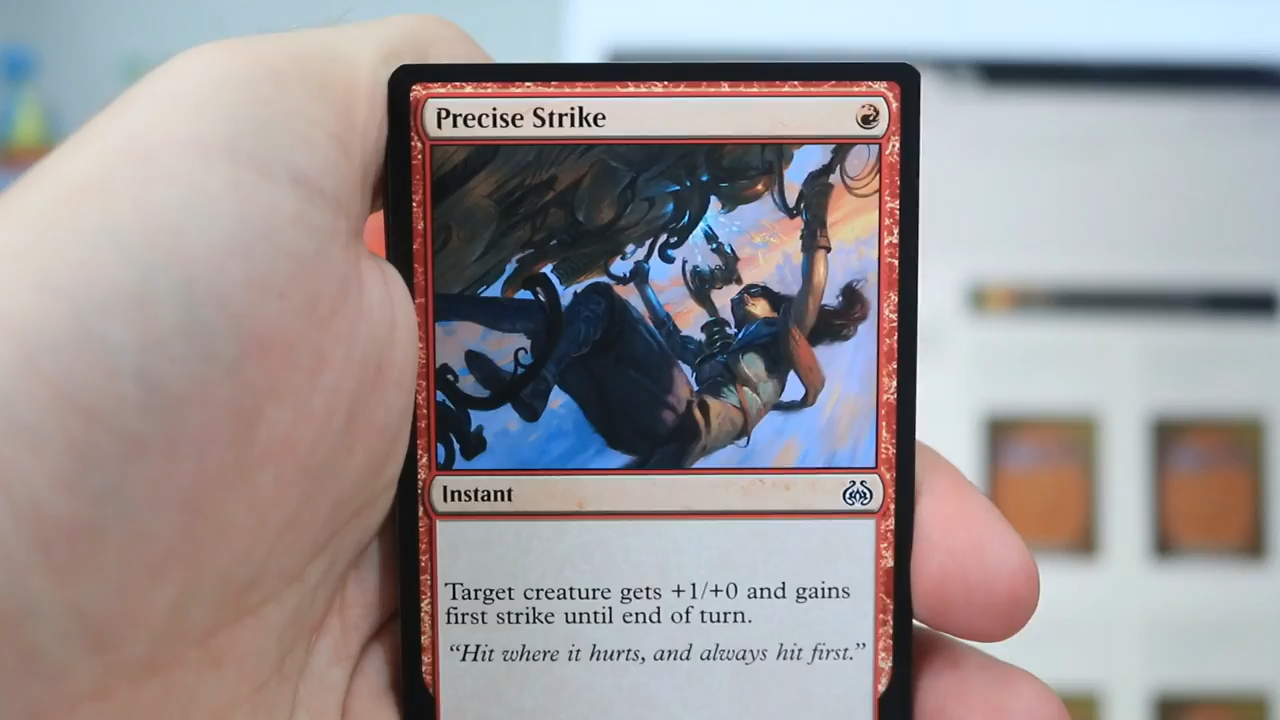 Precise Strike
Instant
Target creature gets +1/+0 and gains
first strike until end of turn.
“Hit where it hurts, and always hit first.”